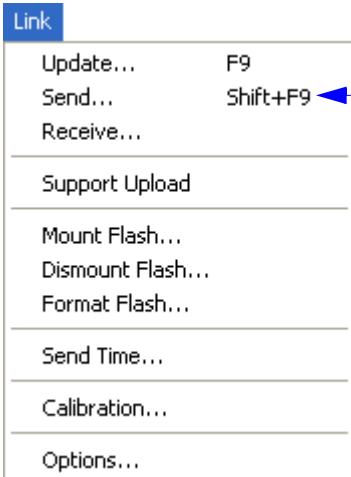 Link
Update... F9
Send... Shift+F9
Receive...
Support Upload
Mount Flash...
Dismount Flash...
Format Flash...
Send Time...
Calibration...
Options...